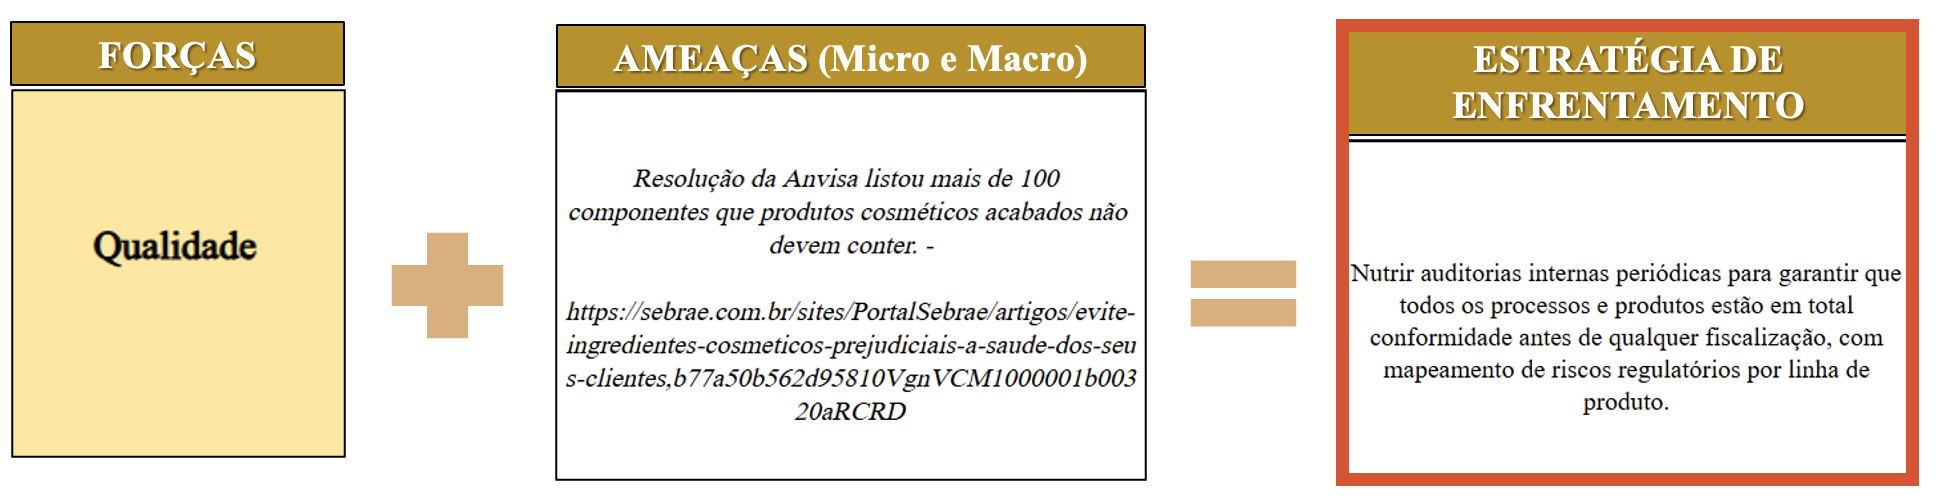 FORÇAS
Qualidade
AMEAÇAS (Micro e Macro)
Resolução da Anvisa listou mais de 100
componentes que produtos cosméticos acabados não
devem conter. -
https://sebrae.com.br/sites/PortalSebrae/artigos/evite-
ingredientes-cosmeticos-prejudiciais-a-saude-dos-seu
s-clientes,b77a50b562d95810VgnVCM1000001b003
20aRCRD
ESTRATÉGIA DE
ENFRENTAMENTO
Nutrir auditorias internas periódicas para garantir que
todos os processos e produtos estão em total
conformidade antes de qualquer fiscalização, com
mapeamento de riscos regulatórios por linha de
produto.